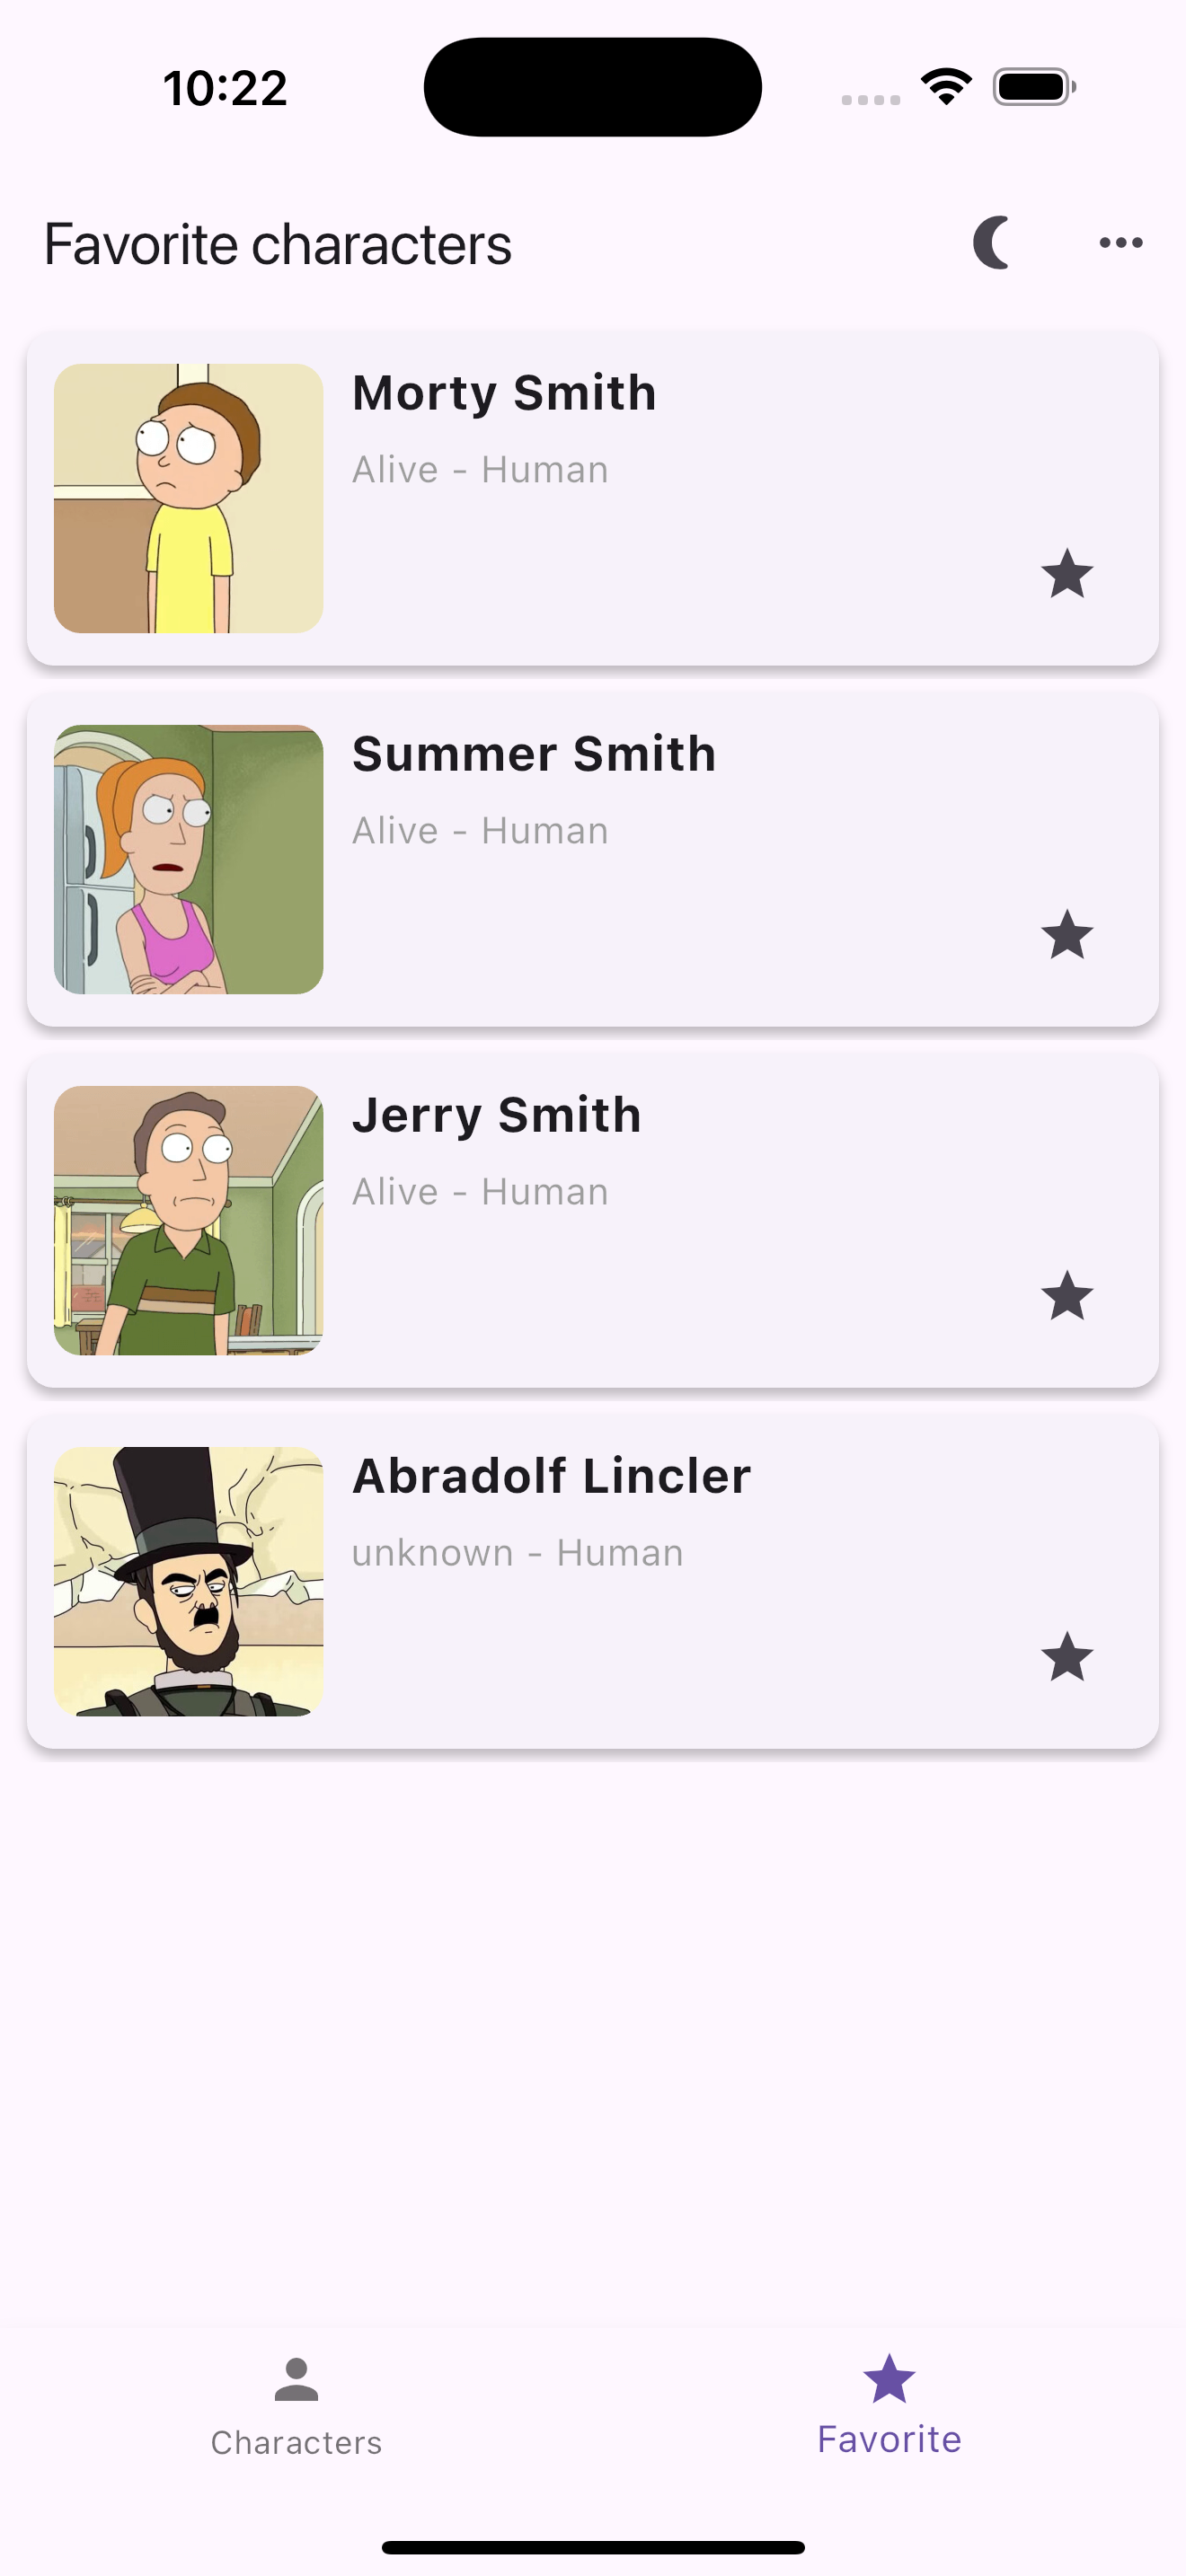 10:22
Favorite characters
Morty Smith
Alive - Human
Summer Smith
Alive - Human
Jerry Smith
Alive - Human
Abradolf Lincler
unknown - Human
Characters
Favorite